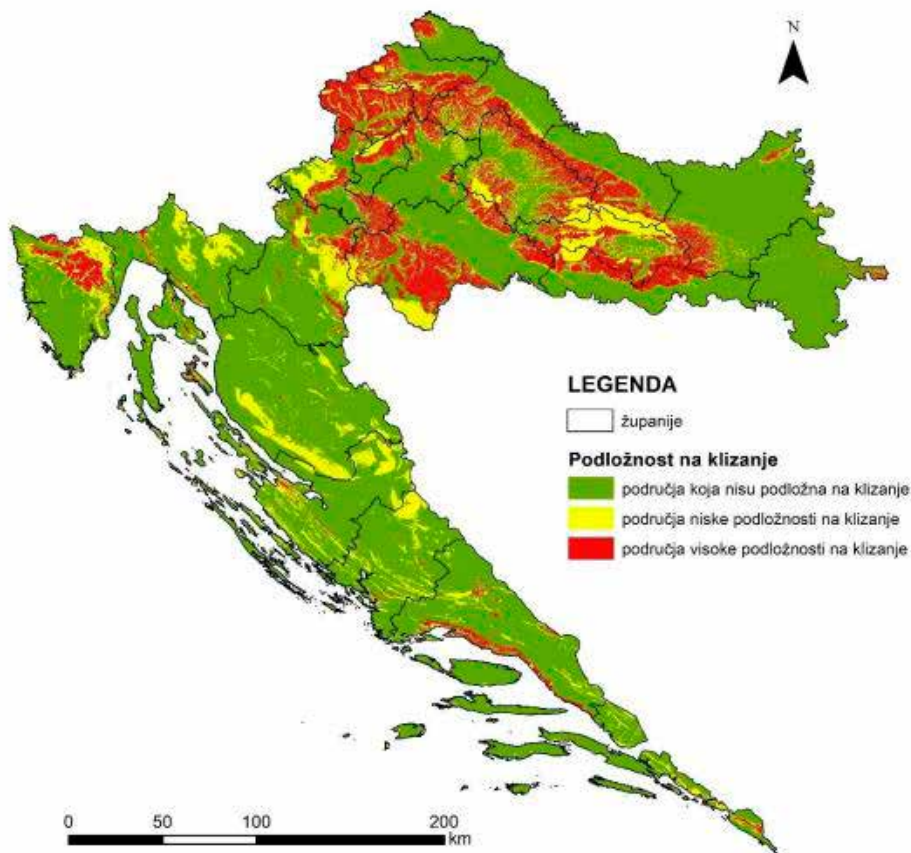 N
LEGENDA
županije
Podložnost na klizanje
područja koja nisu podložna na klizanje
područja niske podložnosti na klizanje
područja visoke podložnosti na klizanje
0 50 100 200
km